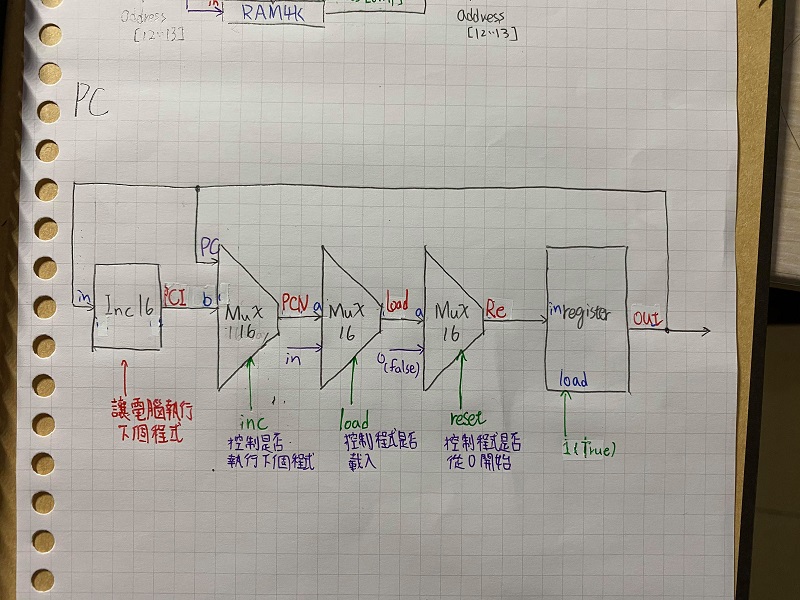 in
RAM4K
address
[12..13]
address
[12..13]
PC
PC
in
Inc16
PCI
b
Mux
16
PCN
a
in
Mux
16
load
a
0(false)
Mux
16
Re
in
register
load
out
讓電腦執行
下個程式
inc
控制是否
執行下個程式
load
控制程式是否
載入
reset
控制程式是否
從0開始
1(True)